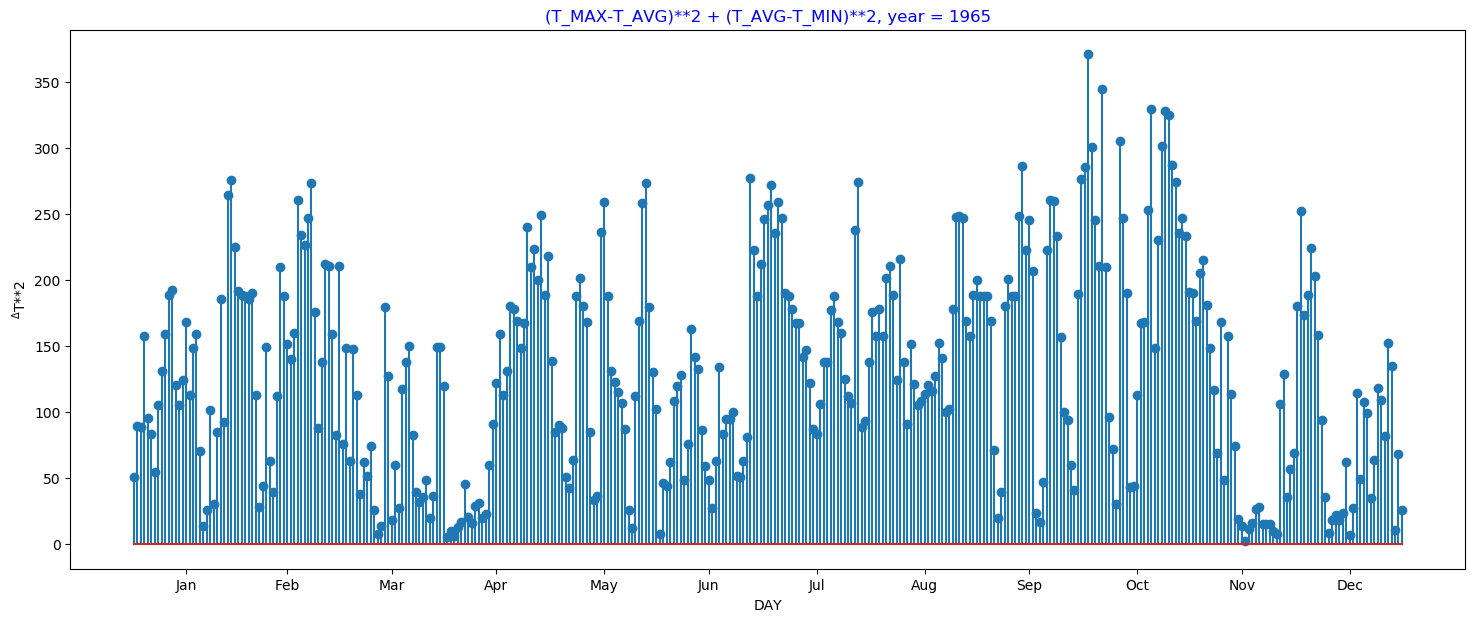 (T_MAX-T_AVG)**2 + (T_AVG-T_MIN)**2, year = 1965
ΔT**2
350
300
250
200
150
100
50
0
Jan Feb Mar Apr May Jun Jul Aug Sep Oct Nov Dec
DAY